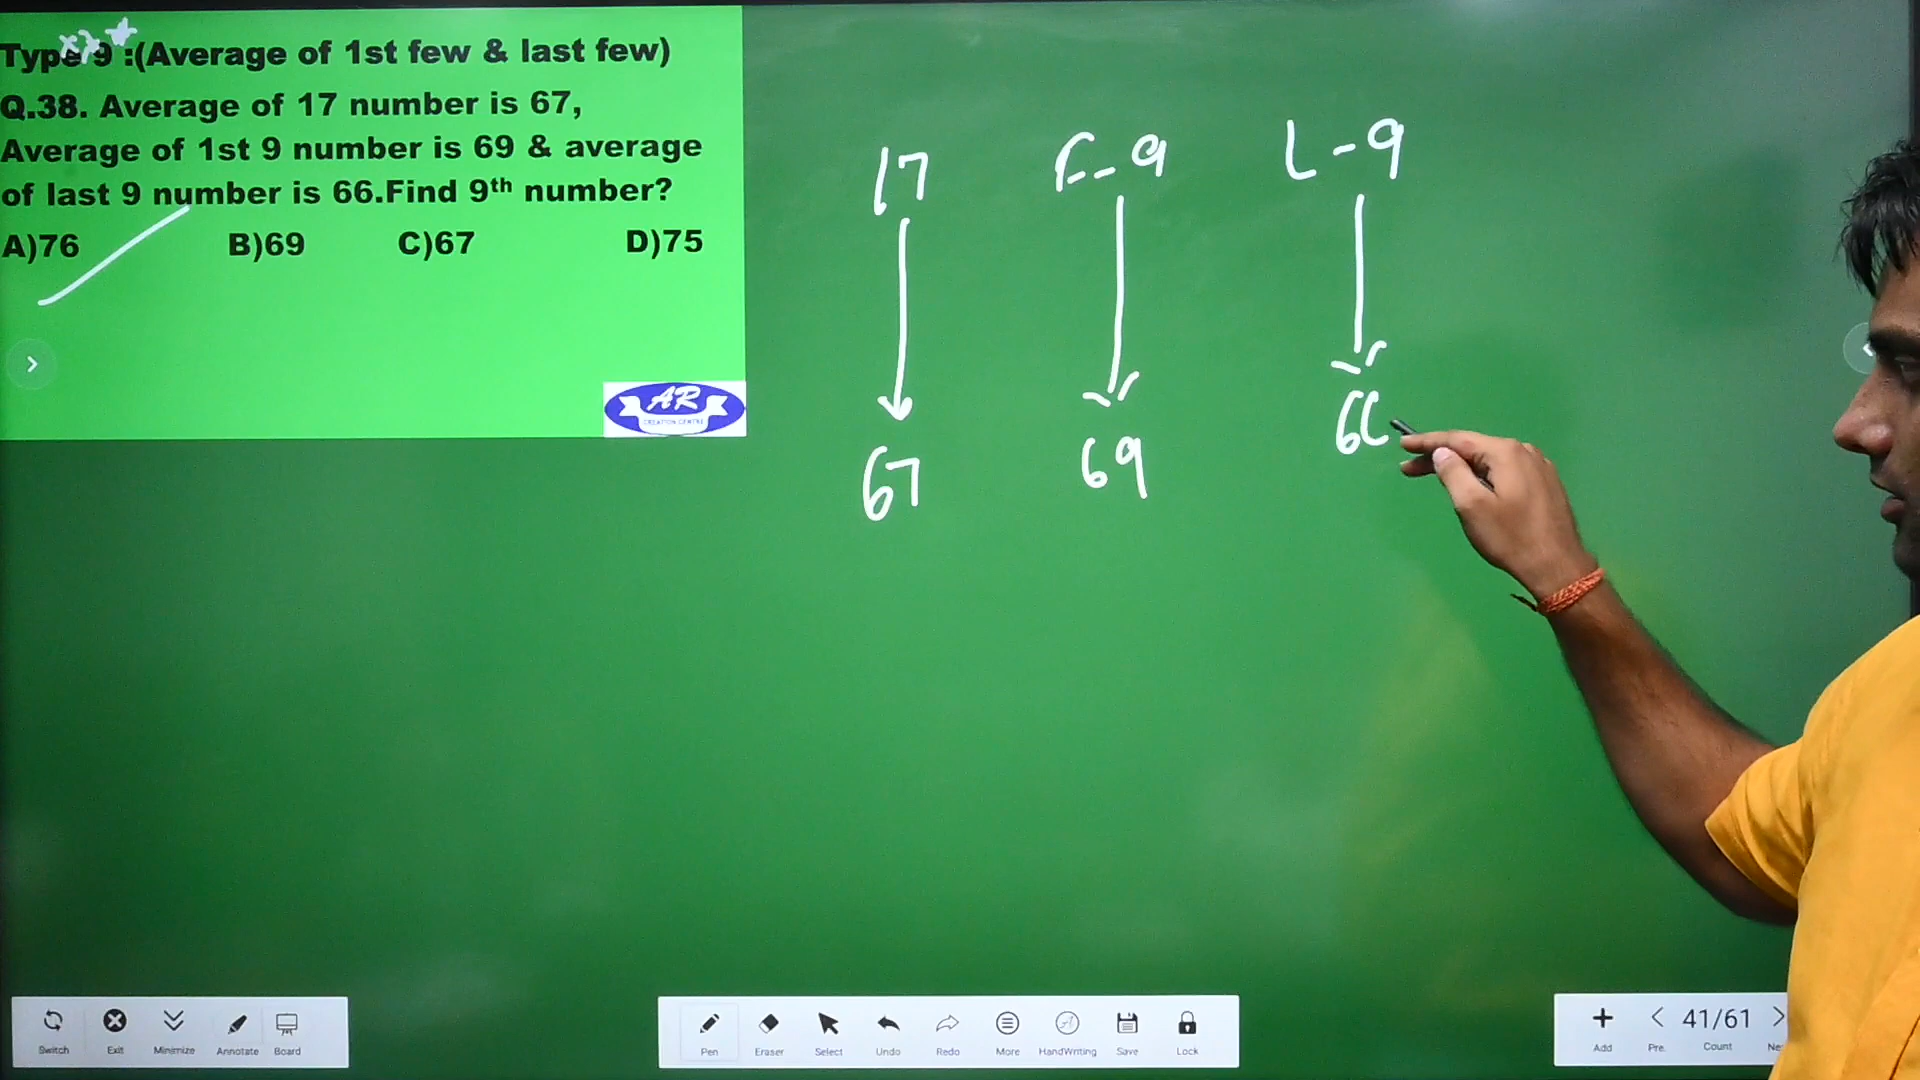 Type 9 :(Average of 1st few & last few)
Q.38. Average of 17 number is 67,
Average of 1st 9 number is 69 & average
of last 9 number is 66.Find 9th number?
A)76 B)69 C)67 D)75
AR
CREATION CENTRE
17 F-9 L-9
67 69 66
Switch Exit Minimize Annotate Board
Pen Eraser Select Undo Redo More HandWriting Save Lock
41/61
Add Pre. Count